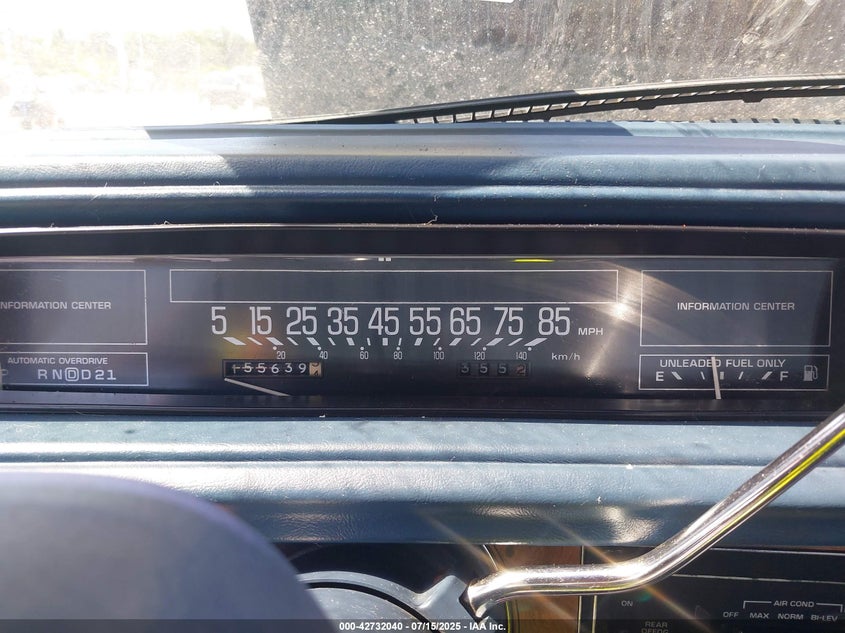 INFORMATION CENTER
5 15 25 35 45 55 65 75 85 MPH
20 40 60 80 100 120 140 km/h
INFORMATION CENTER
AUTOMATIC OVERDRIVE
R N D D 2 1
155639
3552
UNLEADED FUEL ONLY
E F
ON
REAR
DEFOG
OFF
AIR COND
MAX NORM BI-LEV
000-42732040 - 07/15/2025 - IAA Inc.